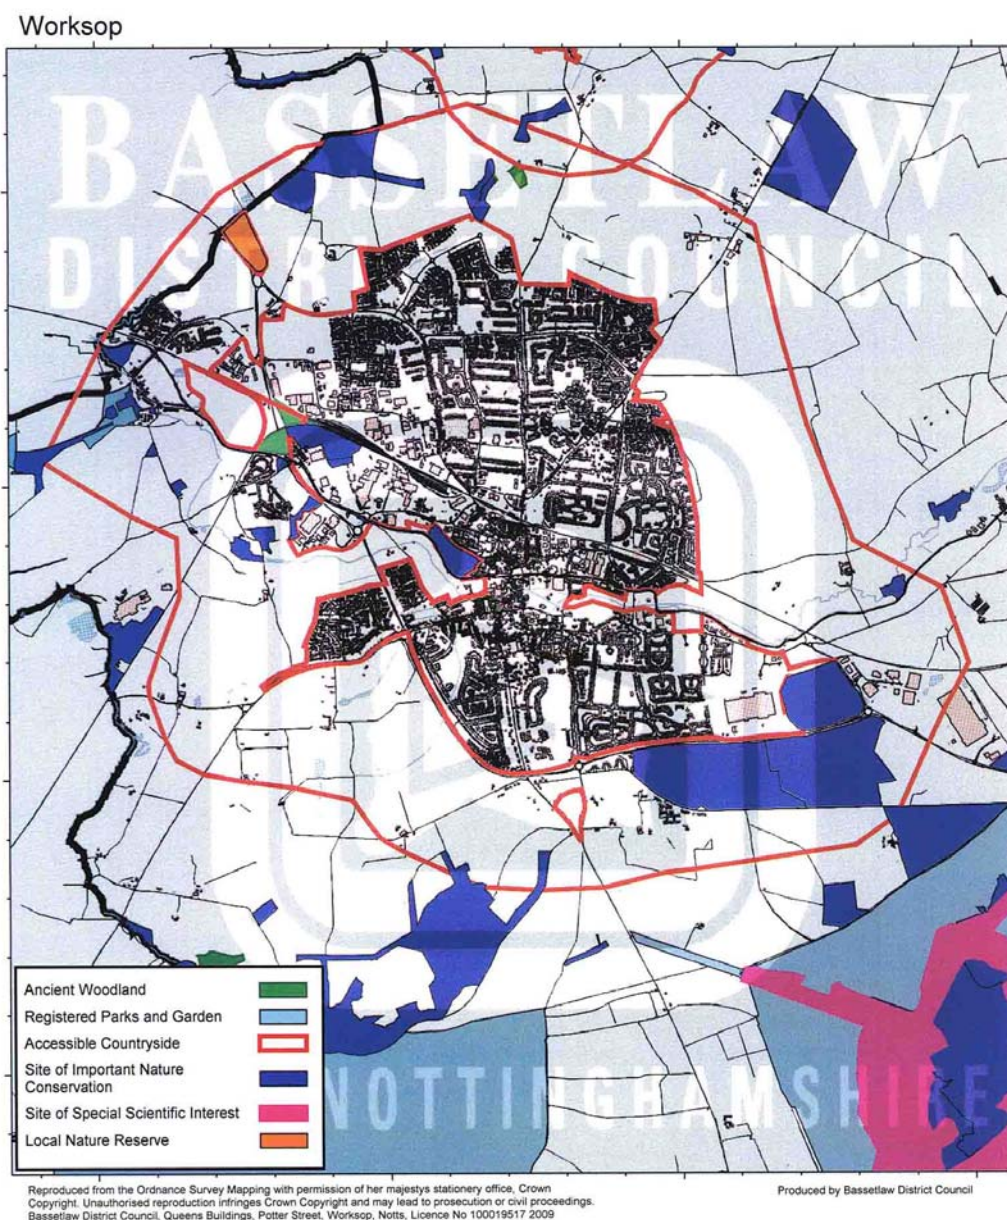 Worksop
BASSETLAW
DISTRICT COUNCIL
NOTTINGHAMSHIRE
Ancient Woodland
Registered Parks and Garden
Accessible Countryside
Site of Important Nature
Conservation
Site of Special Scientific Interest
Local Nature Reserve
Reproduced from the Ordnance Survey Mapping with permission of her majestys stationery office, Crown
Copyright. Unauthorised reproduction infringes Crown Copyright and may lead to prosecution or civil proceedings.
Bassetlaw District Council, Queens Buildings, Potter Street, Worksop, Notts, Licence No 100019517 2009
Produced by Bassetlaw District Council